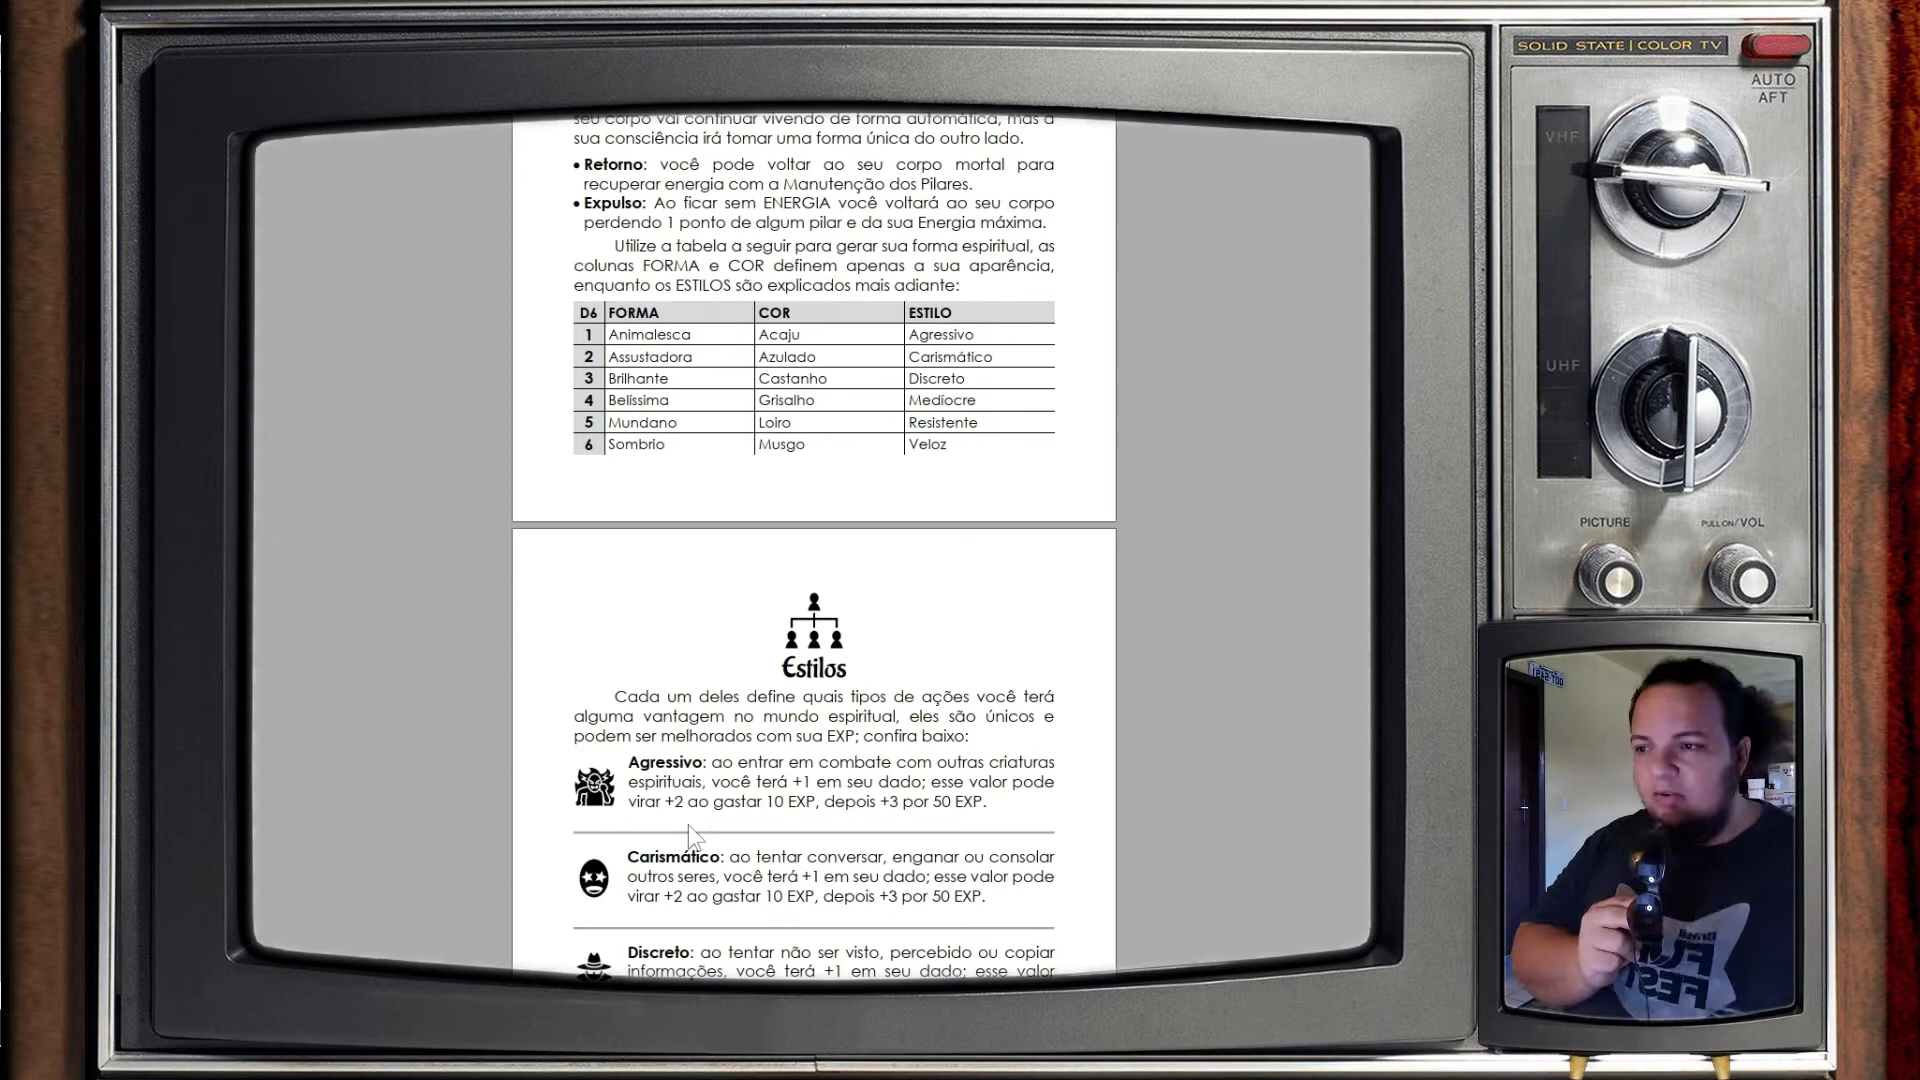 SOLID STATE | COLOR TV
AUTO
AFT
VHF
UHF
PICTURE
PULL ON/VOL
seu corpo vai continuar vivendo de forma automática, mas a
sua consciência irá tomar uma forma única do outro lado.
• Retorno: você pode voltar ao seu corpo mortal para
recuperar energia com a Manutenção dos Pilares.
• Expulso: Ao ficar sem ENERGIA você voltará ao seu corpo
perdendo 1 ponto de algum pilar e da sua Energia máxima.
Utilize a tabela a seguir para gerar sua forma espiritual, as
colunas FORMA e COR definem apenas a sua aparência,
enquanto os ESTILOS são explicados mais adiante:
D6 FORMA COR ESTILO
1 Animalesca Acaju Agressivo
2 Assustadora Azulado Carismático
3 Brilhante Castanho Discreto
4 Belíssima Grisalho Medíocre
5 Mundano Loiro Resistente
6 Sombrio Musgo Veloz
Estilos
Cada um deles define quais tipos de ações você terá
alguma vantagem no mundo espiritual, eles são únicos e
podem ser melhorados com sua EXP; confira baixo:
Agressivo: ao entrar em combate com outras criaturas
espirituais, você terá +1 em seu dado; esse valor pode
virar +2 ao gastar 10 EXP, depois +3 por 50 EXP.
Carismático: ao tentar conversar, enganar ou consolar
outros seres, você terá +1 em seu dado; esse valor pode
virar +2 ao gastar 10 EXP, depois +3 por 50 EXP.
Discreto: ao tentar não ser visto, percebido ou copiar
informações, você terá +1 em seu dado; esse valor